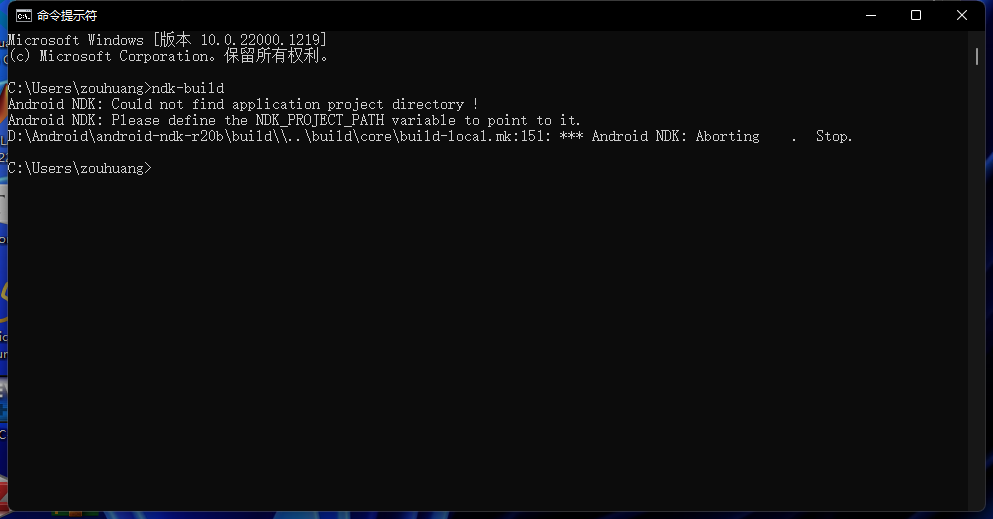 命令提示符
Microsoft Windows [版本 10.0.22000.1219]
(c) Microsoft Corporation。保留所有权利。
C:\Users\zouhuang>ndk-build
Android NDK: Could not find application project directory !
Android NDK: Please define the NDK_PROJECT_PATH variable to point to it.
D:\Android\android-ndk-r20b\build\\..\build\core\build-local.mk:151: *** Android NDK: Aborting    .  Stop.
C:\Users\zouhuang>